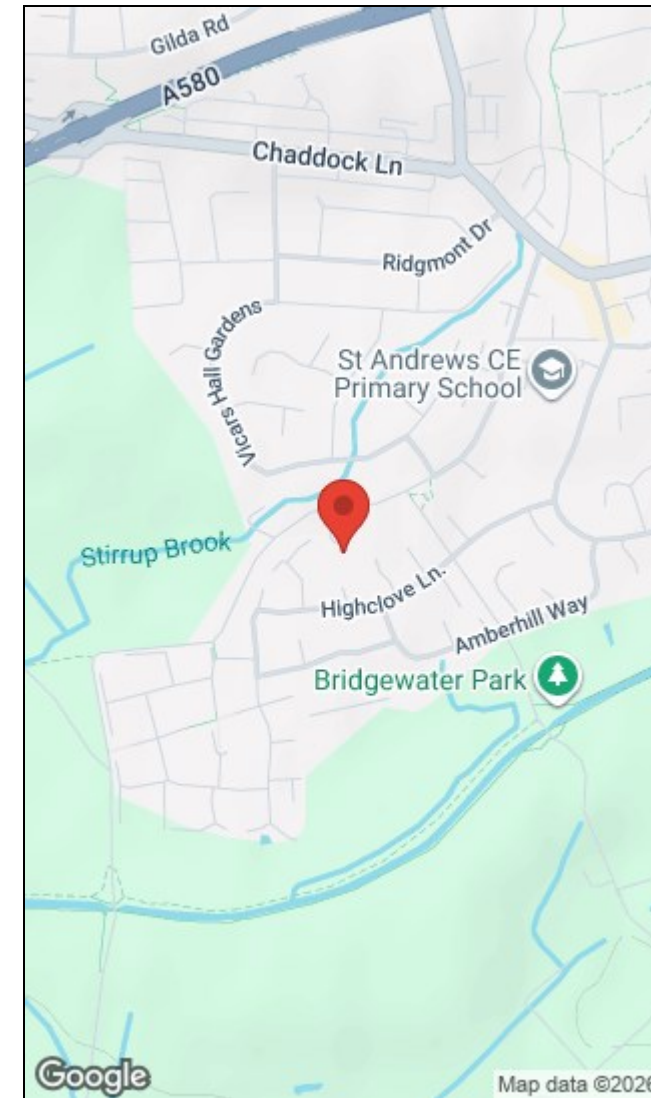 Gilda Rd
A580
Chaddock Ln
Ridgmont Dr
Vicars Hall Gardens
St Andrews CE
Primary School
Stirrup Brook
Highclove Ln.
Amberhill Way
Bridgewater Park
Google
Map data ©2026